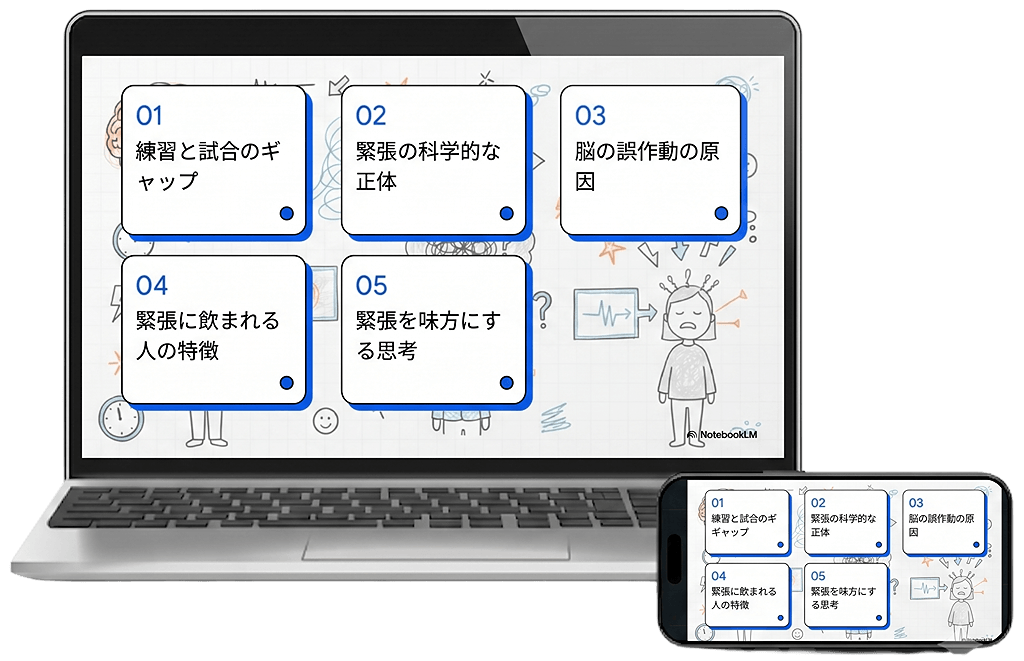 01
練習と試合のギ
ャップ
02
緊張の科学的な
正体
03
脳の誤作動の原
因
04
緊張に飲まれる
人の特徴
05
緊張を味方にす
る思考
NotebookLM
01
練習と試合のギ
ギャップ
02
緊張の科学的な
正体
03
脳の誤作動の原
因
04
緊張に飲まれる
人の特徴
05
緊張を味方にす
る思考
NotebookLM